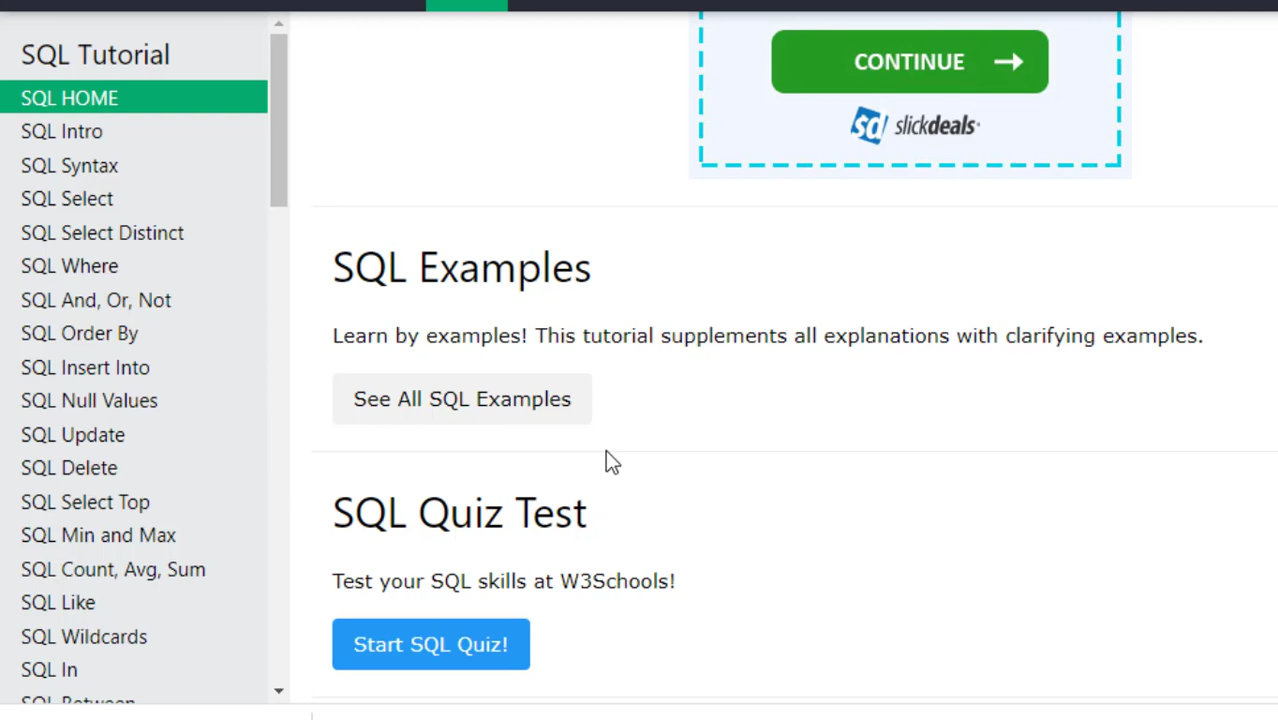 SQL Tutorial
SQL HOME
SQL Intro
SQL Syntax
SQL Select
SQL Select Distinct
SQL Where
SQL And, Or, Not
SQL Order By
SQL Insert Into
SQL Null Values
SQL Update
SQL Delete
SQL Select Top
SQL Min and Max
SQL Count, Avg, Sum
SQL Like
SQL Wildcards
SQL In
SQL Between
CONTINUE
sd slickdeals
SQL Examples
Learn by examples! This tutorial supplements all explanations with clarifying examples.
See All SQL Examples
SQL Quiz Test
Test your SQL skills at W3Schools!
Start SQL Quiz!